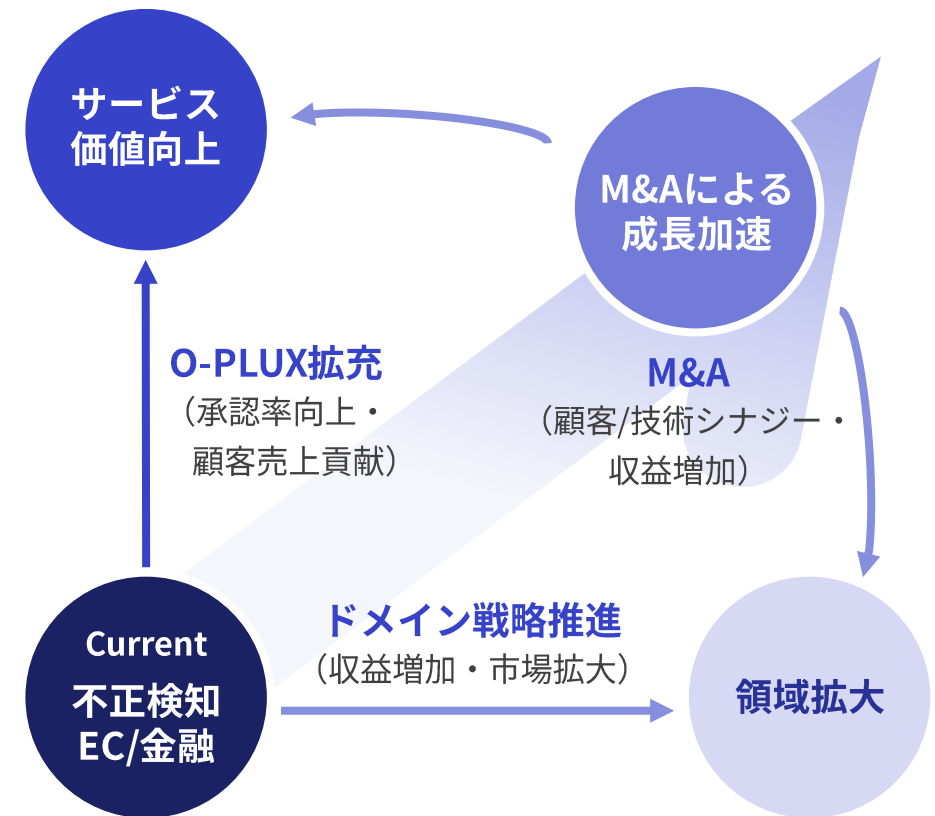 サービス
価値向上
M&Aによる
成長加速
O-PLUX拡充
（承認率向上・
顧客売上貢献）
M&A
（顧客/技術シナジー・
収益増加）
Current
不正検知
EC/金融
ドメイン戦略推進
（収益増加・市場拡大）
領域拡大